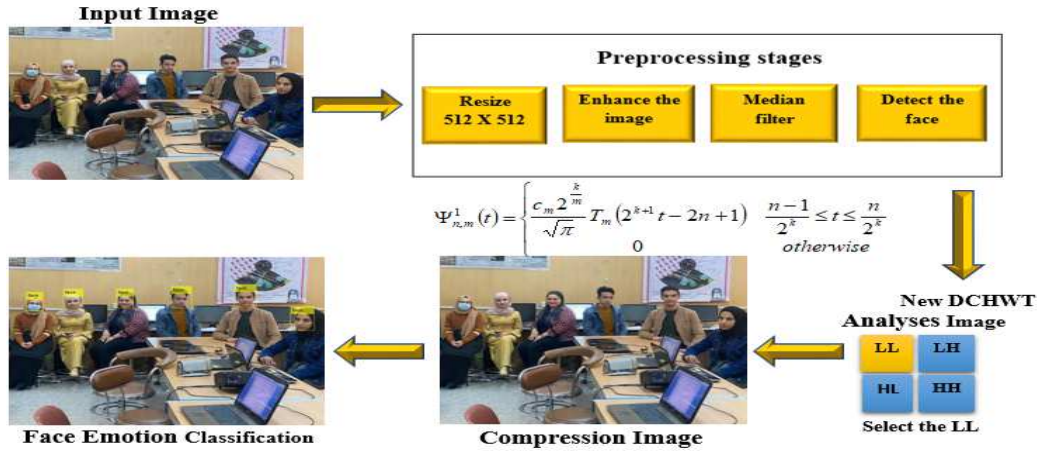 Input Image
Preprocessing stages
Resize
512 X 512
Enhance the
image
Median
filter
Detect the
face
Ψ¹ₙ,ₘ(t) = { cₘ 2^(k/m) / √π Tₘ(2^(k+1) t − 2n + 1) (n−1)/2^k ≤ t ≤ n/2^k
0 otherwise
New DCHWT
Analyses Image
LL LH
HL HH
Select the LL
Compression Image
Face Emotion Classification